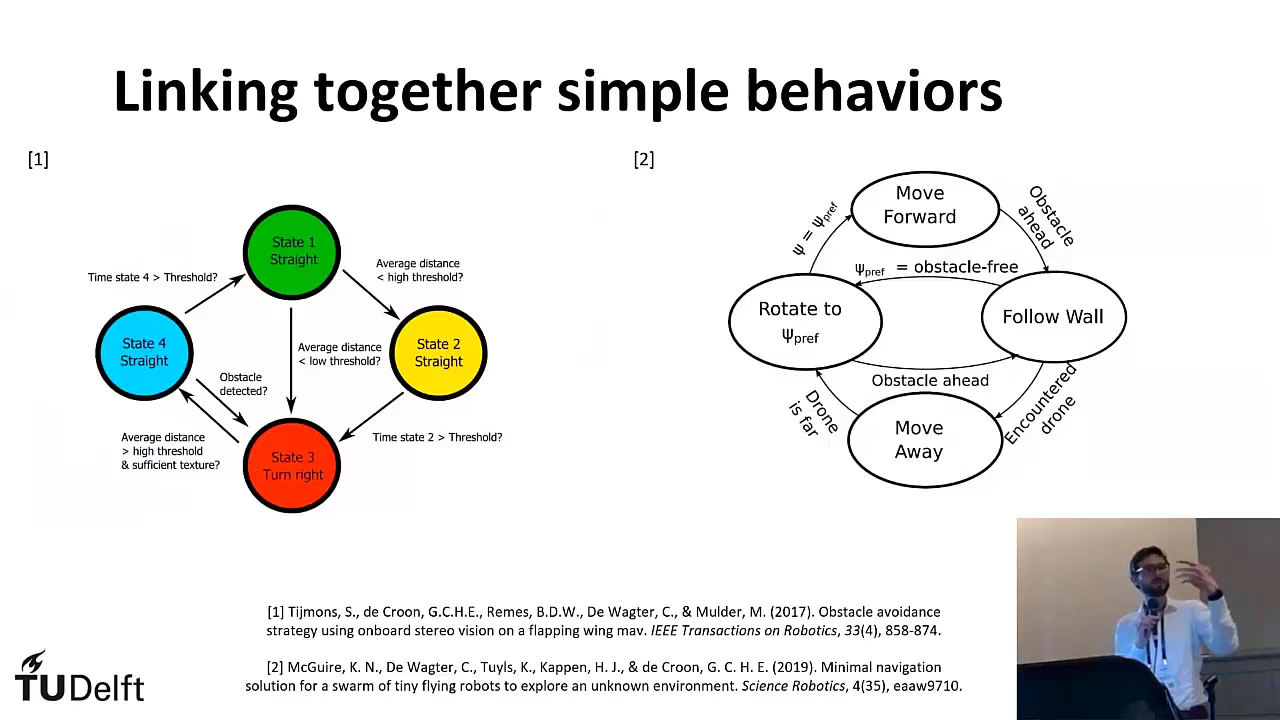 Linking together simple behaviors
[1]
State 1
Straight
Average distance
< high threshold?
Time state 4 > Threshold?
State 4
Straight
State 2
Straight
Average distance
< low threshold?
Obstacle
detected?
Average distance
> high threshold
& sufficient texture?
Time state 2 > Threshold?
State 3
Turn right
[2]
Move
Forward
Obstacle
ahead
ψ = ψpref
ψpref = obstacle-free
Rotate to
ψpref
Follow Wall
Obstacle ahead
Drone
is far
Encountered
drone
Move
Away
[1] Tijmons, S., de Croon, G.C.H.E., Remes, B.D.W., De Wagter, C., & Mulder, M. (2017). Obstacle avoidance
strategy using onboard stereo vision on a flapping wing mav. IEEE Transactions on Robotics, 33(4), 858-874.
[2] McGuire, K. N., De Wagter, C., Tuyls, K., Kappen, H. J., & de Croon, G. C. H. E. (2019). Minimal navigation
solution for a swarm of tiny flying robots to explore an unknown environment. Science Robotics, 4(35), eaaw9710.
TUDelft